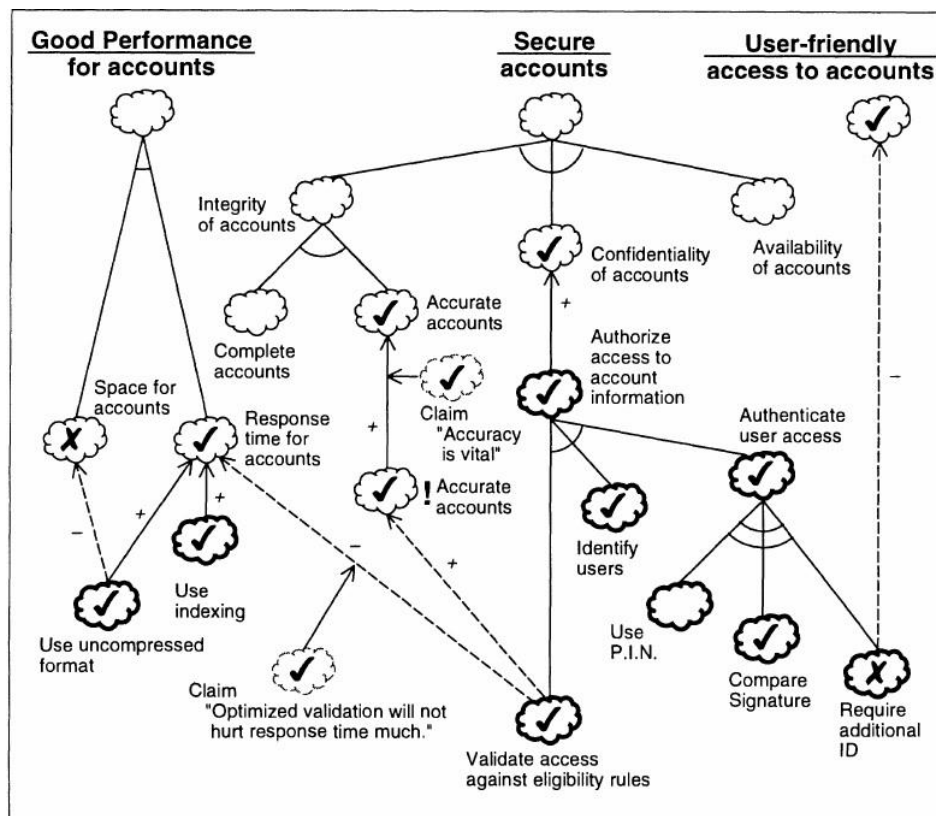 Good Performance
for accounts
Secure
accounts
User-friendly
access to accounts
Integrity
of accounts
Confidentiality
of accounts
Availability
of accounts
Complete
accounts
Accurate
accounts
+
Authorize
access to
account
information
Claim
"Accuracy
is vital"
+
Space for
accounts
Response
time for
accounts
Authenticate
user access
−
! Accurate
accounts
Identify
users
−
+
+
−
+
Use
indexing
Use uncompressed
format
Use
P.I.N.
Compare
Signature
Require
additional
ID
Claim
"Optimized validation will not
hurt response time much."
Validate access
against eligibility rules